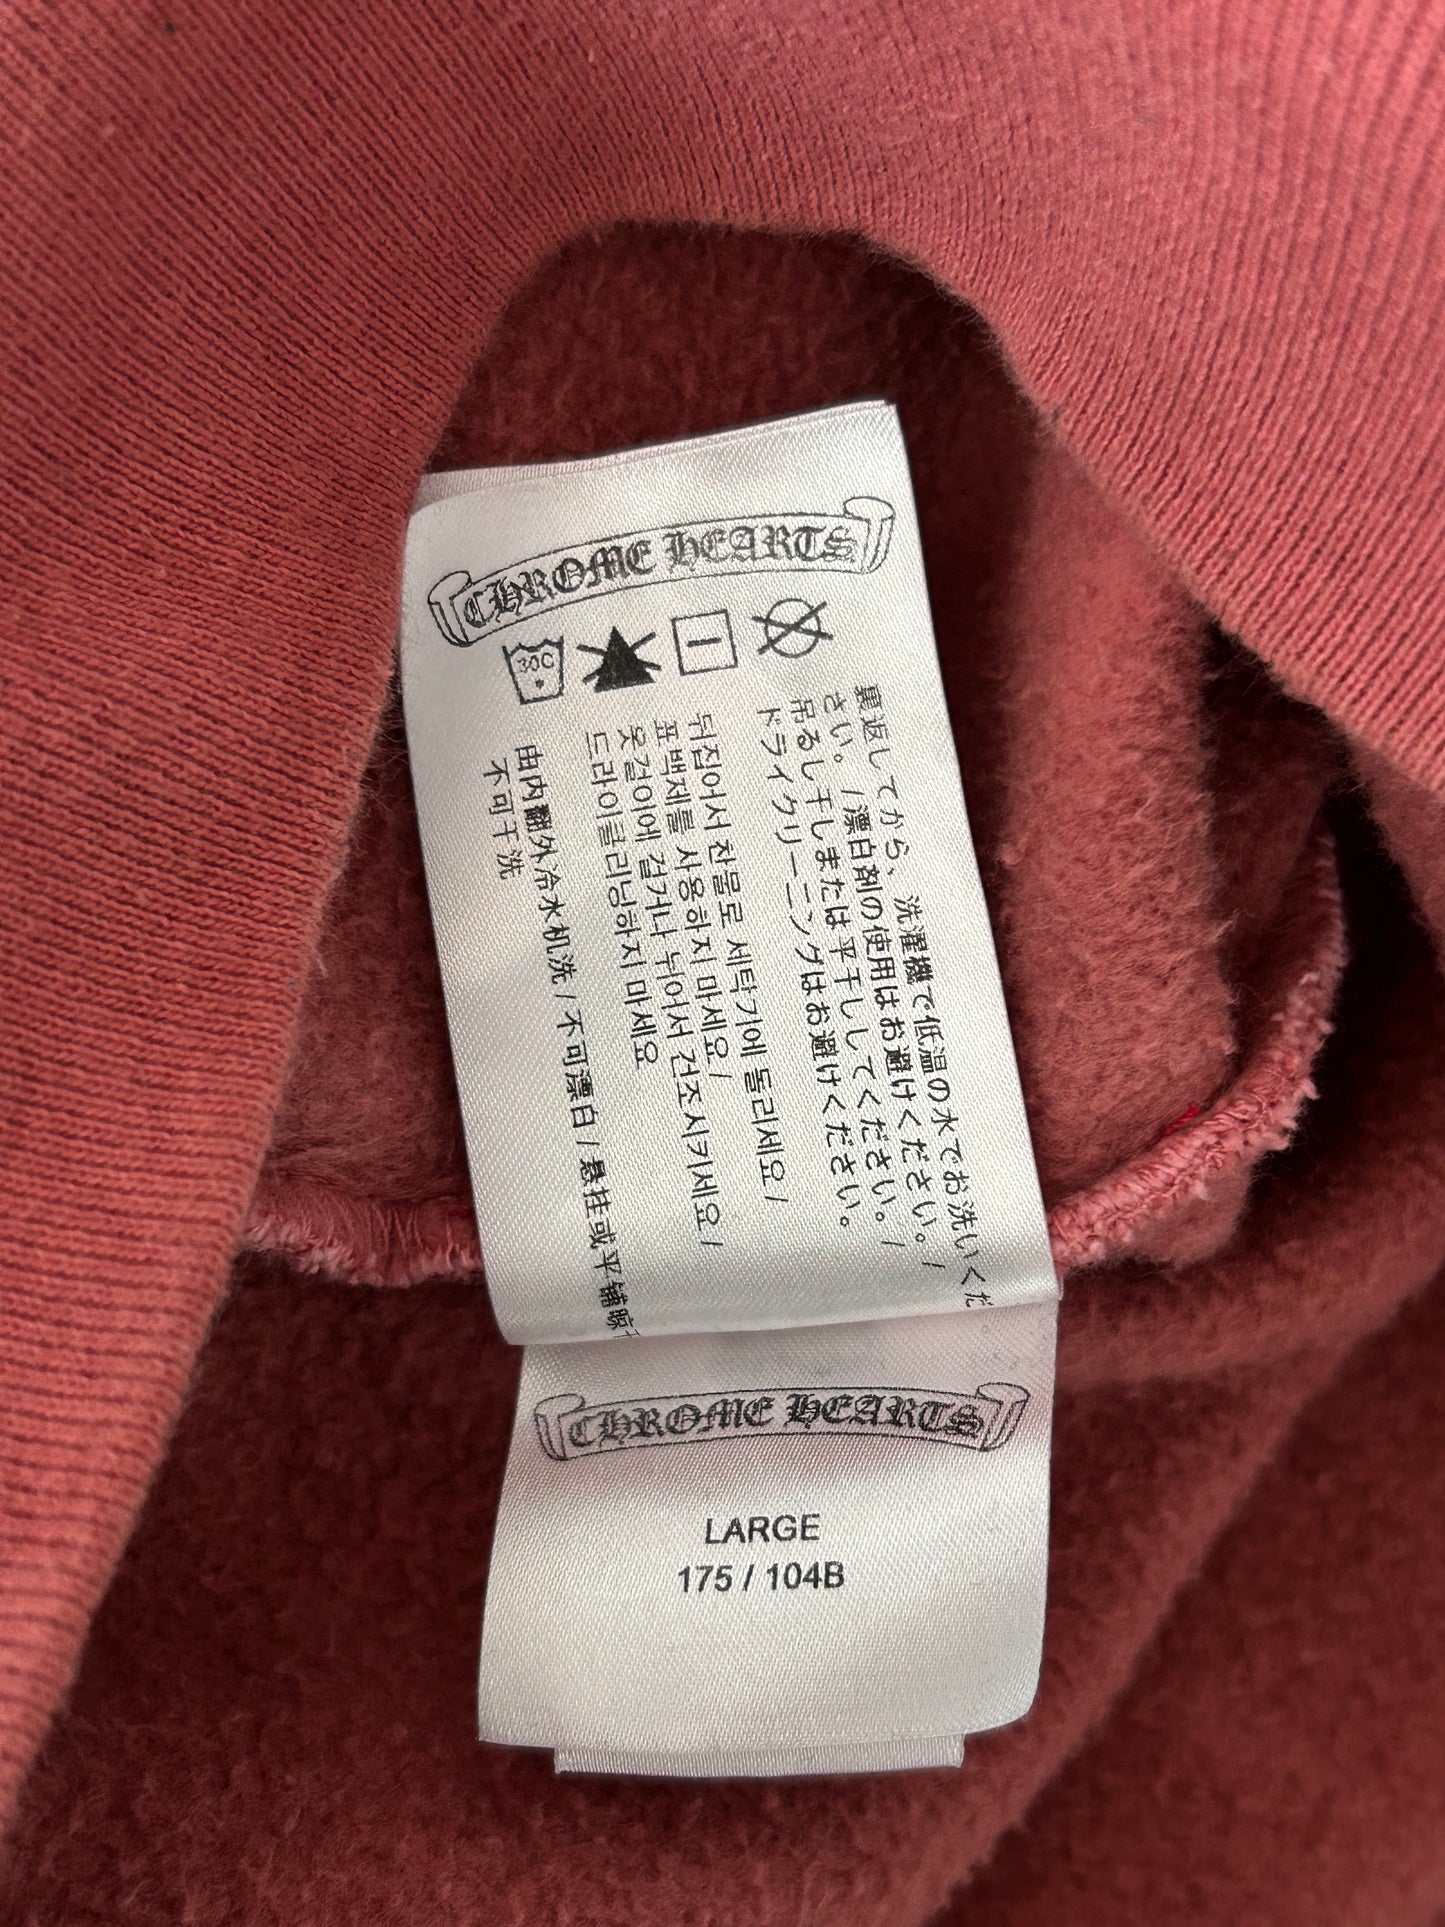 CHROME HEARTS
30C
裏返してから、洗濯機で低温の水でお洗いくだ
さい。/漂白剤の使用はお避けください。/
吊るし干しまたは平干ししてください。/
ドライクリーニングはお避けください。
뒤집어서 찬물로 세탁기에 돌리세요 /
표백제를 사용하지 마세요 /
옷걸이에 걸거나 뉘어서 건조시키세요 /
드라이클리닝하지 마세요
由内翻外冷水机洗 / 不可漂白 / 悬挂或平铺晾干
不可干洗
CHROME HEARTS
LARGE
175 / 104B